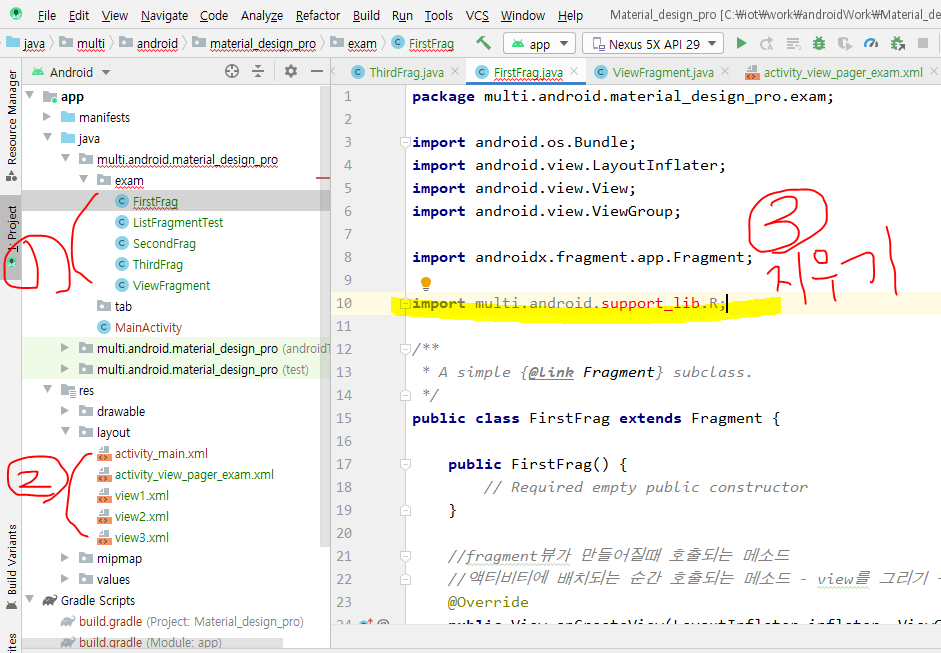 File Edit View Navigate Code Analyze Refactor Build Run Tools VCS Window Help Material_design_pro [C:₩iot₩work₩androidWork₩Material_de
java multi android material_design_pro exam FirstFrag app Nexus 5X API 29
Android
ThirdFrag.java FirstFrag.java ViewFragment.java activity_view_pager_exam.xml
Resource Manager
1: Project
Build Variants
app
manifests
java
multi.android.material_design_pro
exam
FirstFrag
ListFragmentTest
SecondFrag
ThirdFrag
ViewFragment
tab
MainActivity
multi.android.material_design_pro (androidT
multi.android.material_design_pro (test)
res
drawable
layout
activity_main.xml
activity_view_pager_exam.xml
view1.xml
view2.xml
view3.xml
mipmap
values
Gradle Scripts
build.gradle (Project: Material_design_pro)
build.gradle (Module: app)
1
2
3
지우기
1 package multi.android.material_design_pro.exam;
2
3 import android.os.Bundle;
4 import android.view.LayoutInflater;
5 import android.view.View;
6 import android.view.ViewGroup;
7
8 import androidx.fragment.app.Fragment;
9
10 import multi.android.support_lib.R;
11
12 /**
13 * A simple {@link Fragment} subclass.
14 */
15 public class FirstFrag extends Fragment {
16
17 public FirstFrag() {
18 // Required empty public constructor
19 }
20
21 //fragment뷰가 만들어질때 호출되는 메소드
22 //액티비티에 배치되는 순간 호출되는 메소드 - view를 그리기
23 @Override
24 public View onCreateView(LayoutInflater inflater, ViewG